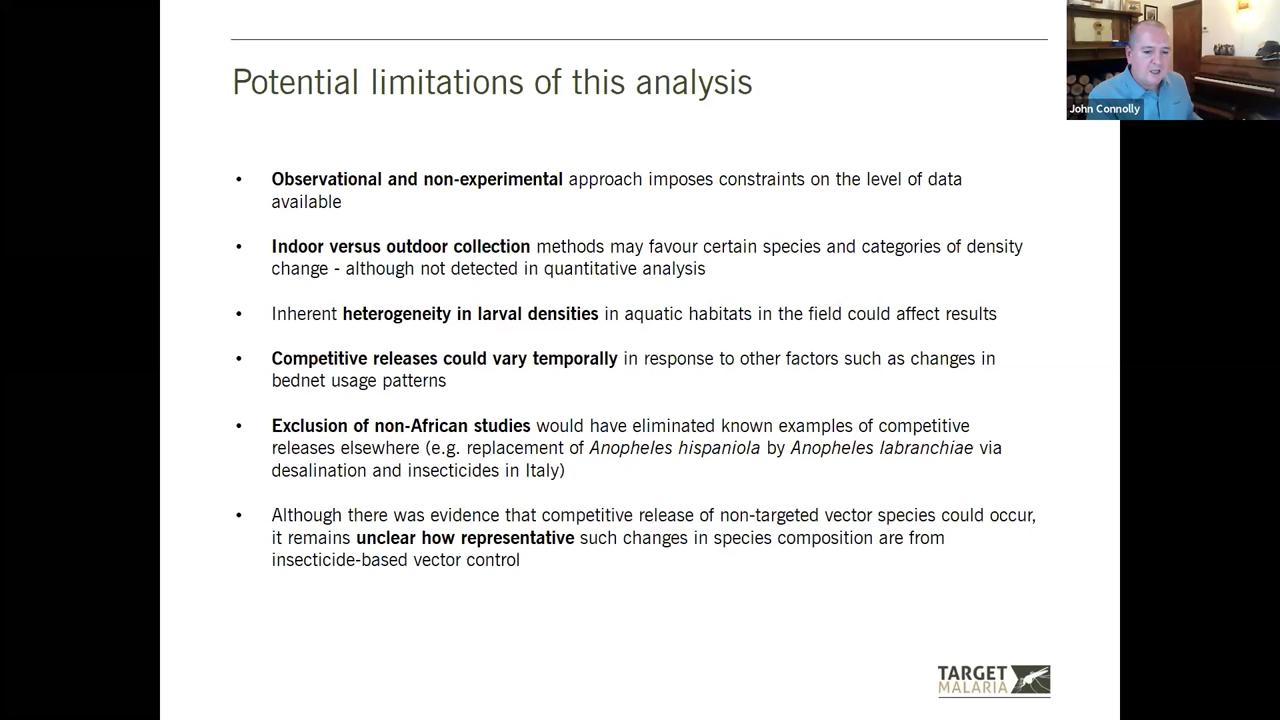 Potential limitations of this analysis
John Connolly
• Observational and non-experimental approach imposes constraints on the level of data
available
• Indoor versus outdoor collection methods may favour certain species and categories of density
change - although not detected in quantitative analysis
• Inherent heterogeneity in larval densities in aquatic habitats in the field could affect results
• Competitive releases could vary temporally in response to other factors such as changes in
bednet usage patterns
• Exclusion of non-African studies would have eliminated known examples of competitive
releases elsewhere (e.g. replacement of Anopheles hispaniola by Anopheles labranchiae via
desalination and insecticides in Italy)
• Although there was evidence that competitive release of non-targeted vector species could occur,
it remains unclear how representative such changes in species composition are from
insecticide-based vector control
TARGET
MALARIA